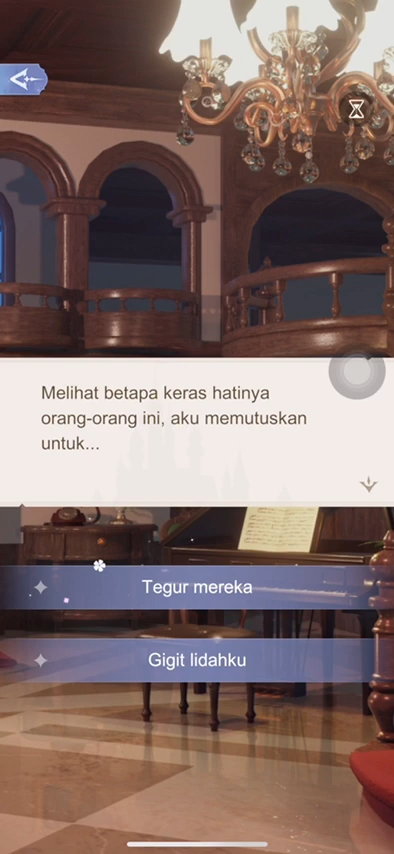 Melihat betapa keras hatinya
orang-orang ini, aku memutuskan
untuk...
Tegur mereka
Gigit lidahku